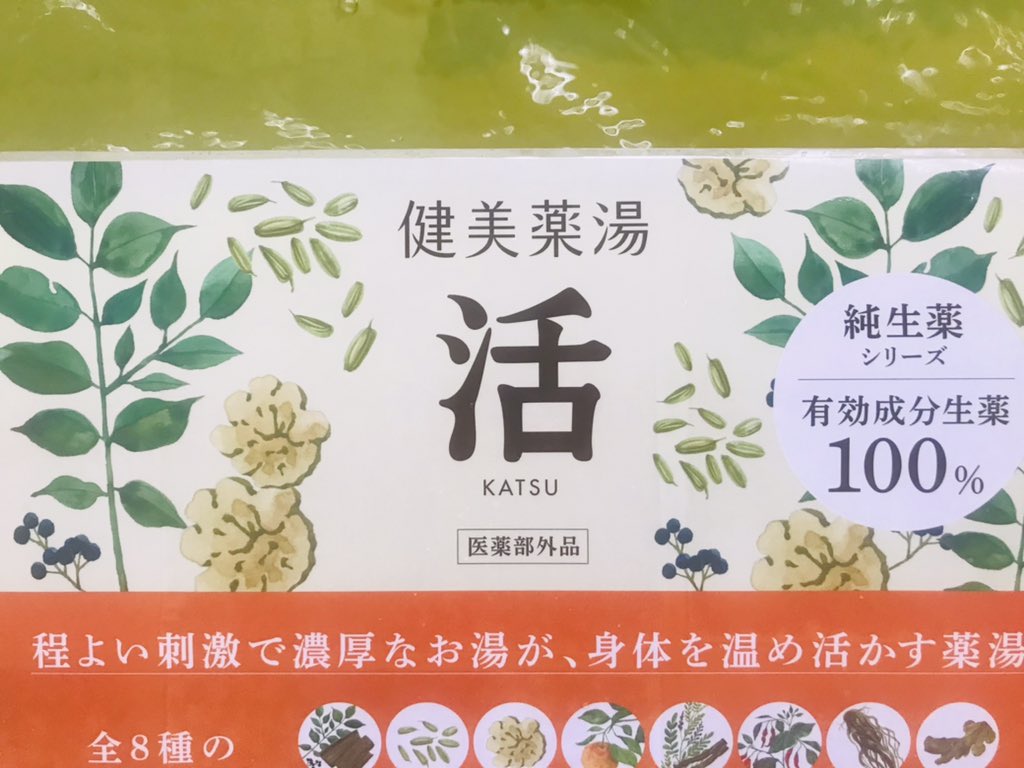 健美薬湯
活
KATSU
医薬部外品
純生薬
シリーズ
有効成分生薬
100%
程よい刺激で濃厚なお湯が、身体を温め活かす薬湯
全8種の